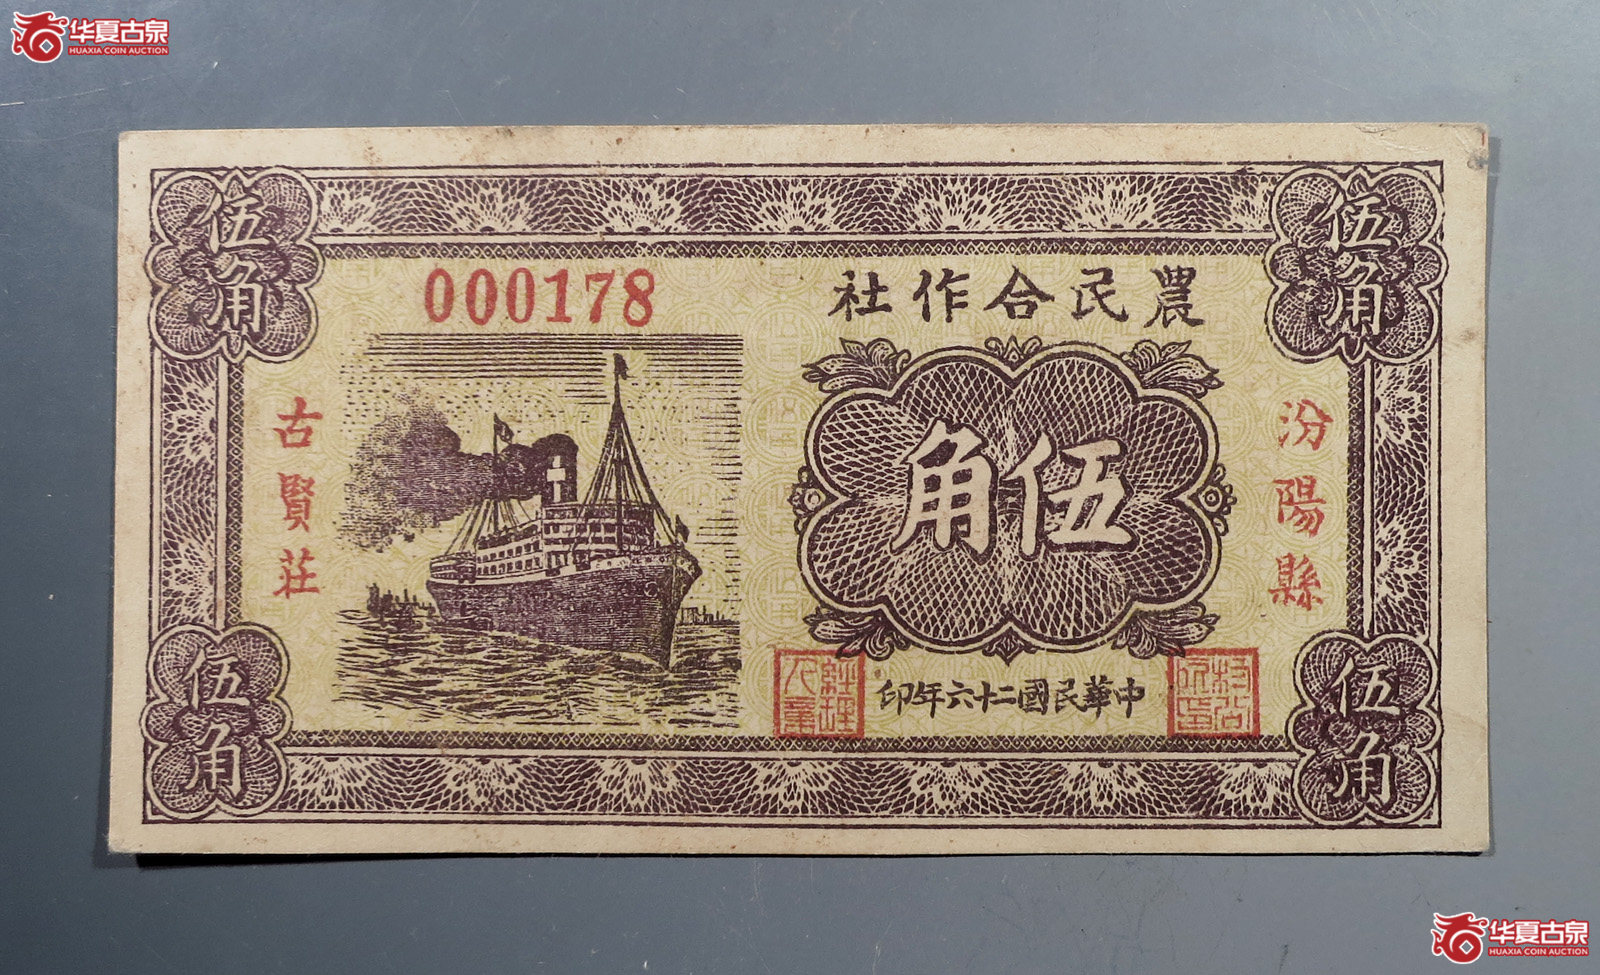 华夏古泉
HUAXIA COIN AUCTION
伍角
伍角
000178
農民合作社
古賢莊
汾陽縣
伍角
中華民國二十六年印
經理
伍角
伍角
华夏古泉
HUAXIA COIN AUCTION